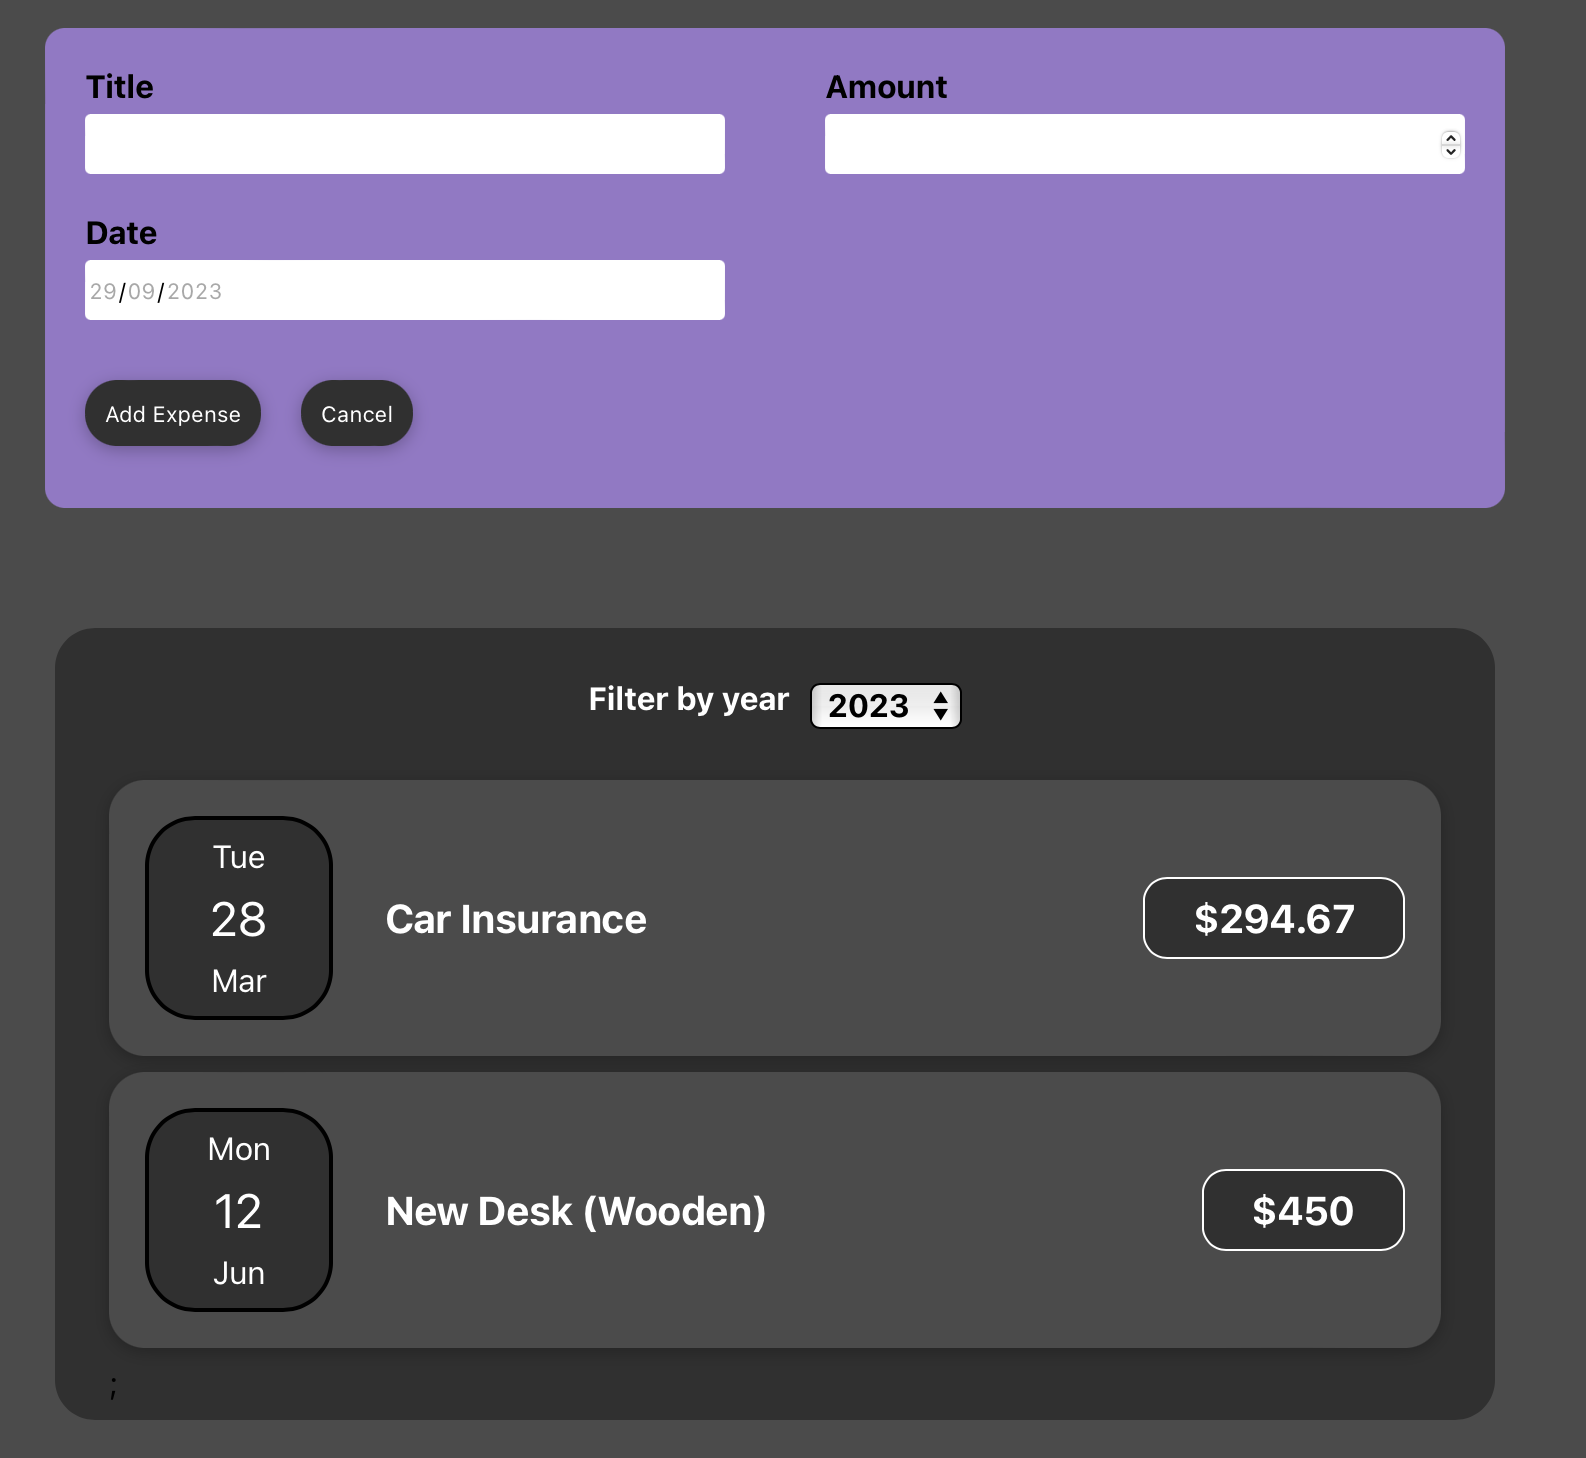 Title
Amount
Date
29/09/2023
Add Expense
Cancel
Filter by year 2023
Tue
28
Mar
Car Insurance
$294.67
Mon
12
Jun
New Desk (Wooden)
$450
;